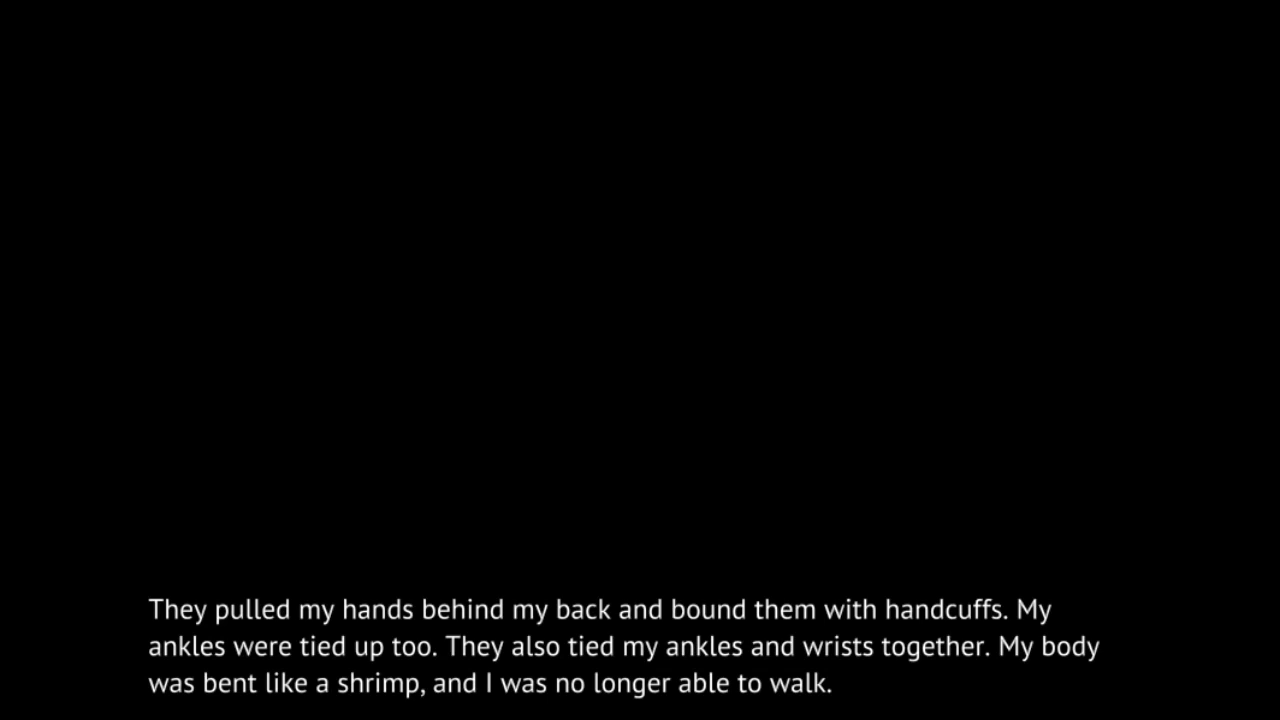 They pulled my hands behind my back and bound them with handcuffs. My
ankles were tied up too. They also tied my ankles and wrists together. My body
was bent like a shrimp, and I was no longer able to walk.